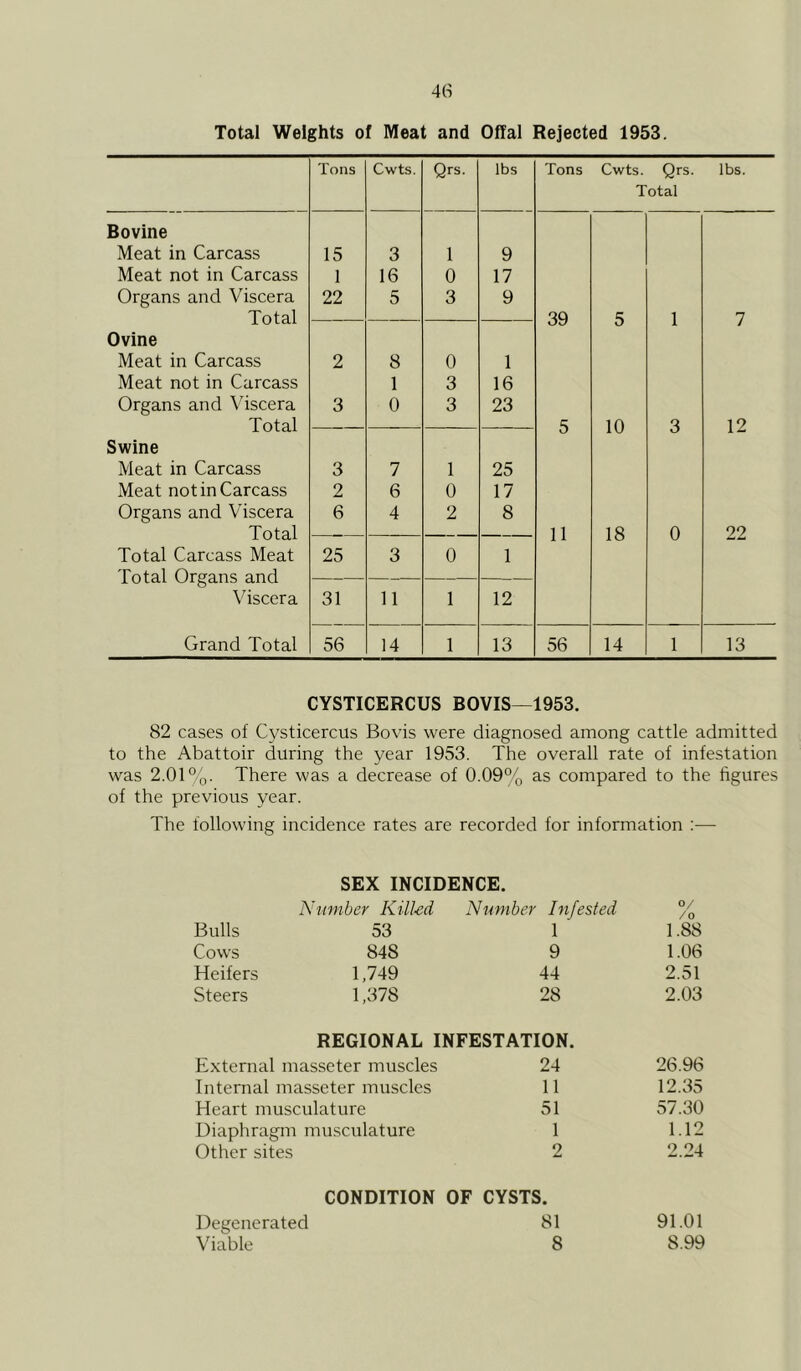 46
Total Weights of Meat and Offal Rejected 1953.
Tons Cwts. Qrs. lbs Tons Cwts. Qrs. lbs.
Total
Bovine
Meat in Carcass 15 3 1 9
Meat not in Carcass 1 16 0 17
Organs and Viscera 22 5 3 9
Total 39 5 1 7
Ovine
Meat in Carcass 2 8 0 1
Meat not in Carcass 1 3 16
Organs and Viscera 3 0 3 23
Total 5 10 3 12
Swine
Meat in Carcass 3 7 1 25
Meat not in Carcass 2 6 0 17
Organs and Viscera 6 4 2 8
Total 11 18 0 22
Total Carcass Meat 25 3 0 1
Total Organs and
Viscera 31 11 1 12
Grand Total 56 14 1 13 56 14 1 13
CYSTICERCUS BOVIS—1953.
82 cases of Cysticercus Bovis were diagnosed among cattle admitted
to the Abattoir during the year 1953. The overall rate of infestation
was 2.01%. There was a decrease of 0.09% as compared to the figures
of the previous year.
The following incidence rates are recorded for information :—
SEX INCIDENCE.
Number Killed Number Infested %
Bulls 53 1 1.88
Cows 848 9 1.06
Heifers 1,749 44 2.51
Steers 1,378 28 2.03
REGIONAL INFESTATION.
External masseter muscles 24 26.96
Internal masseter muscles 11 12.35
Heart musculature 51 57.30
Diaphragm musculature 1 1.12
Other sites 2 2.24
CONDITION OF CYSTS.
Degenerated 81 91.01
Viable 8 8.99